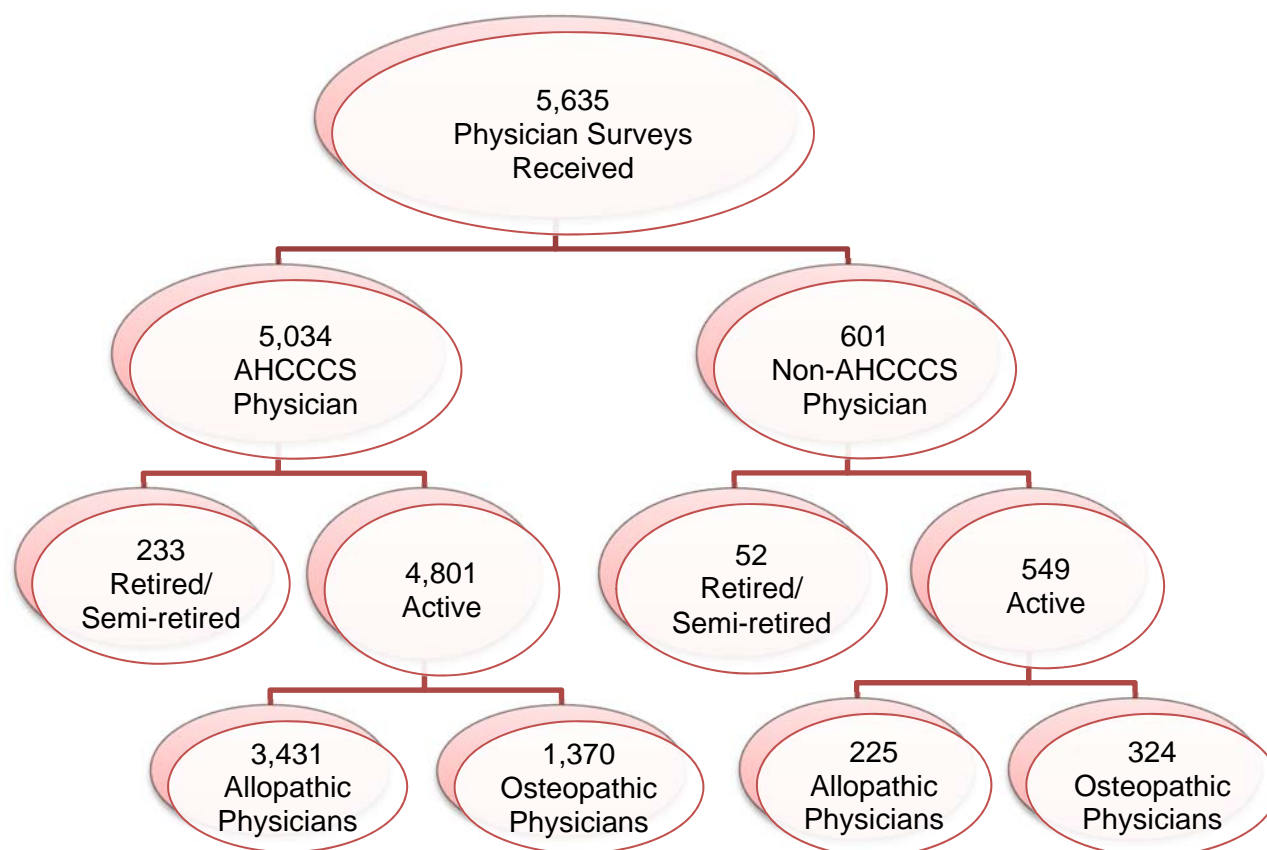 5,635
Physician Surveys
Received
5,034
AHCCCS
Physician
601
Non-AHCCCS
Physician
233
Retired/
Semi-retired
4,801
Active
52
Retired/
Semi-retired
549
Active
3,431
Allopathic
Physicians
1,370
Osteopathic
Physicians
225
Allopathic
Physicians
324
Osteopathic
Physicians